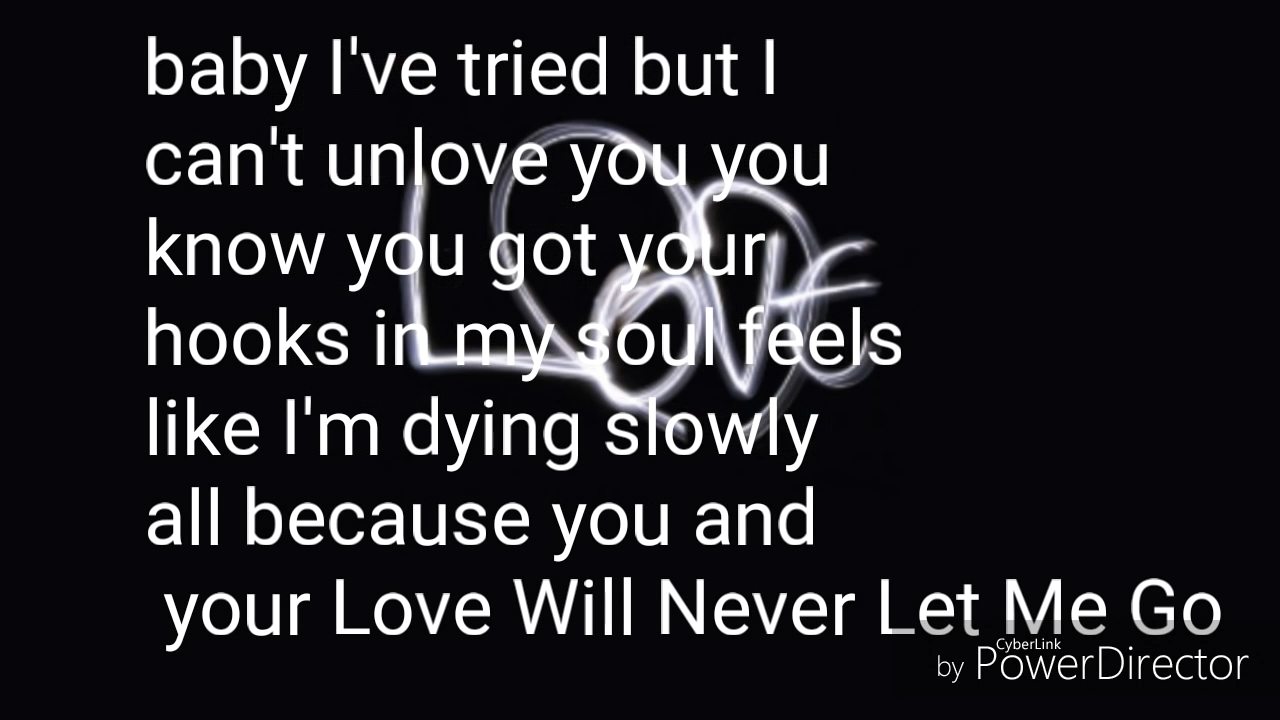 baby I've tried but I
can't unlove you you
know you got your
hooks in my soul feels
like I'm dying slowly
all because you and
your Love Will Never Let Me Go
LOVE
CyberLink
by PowerDirector